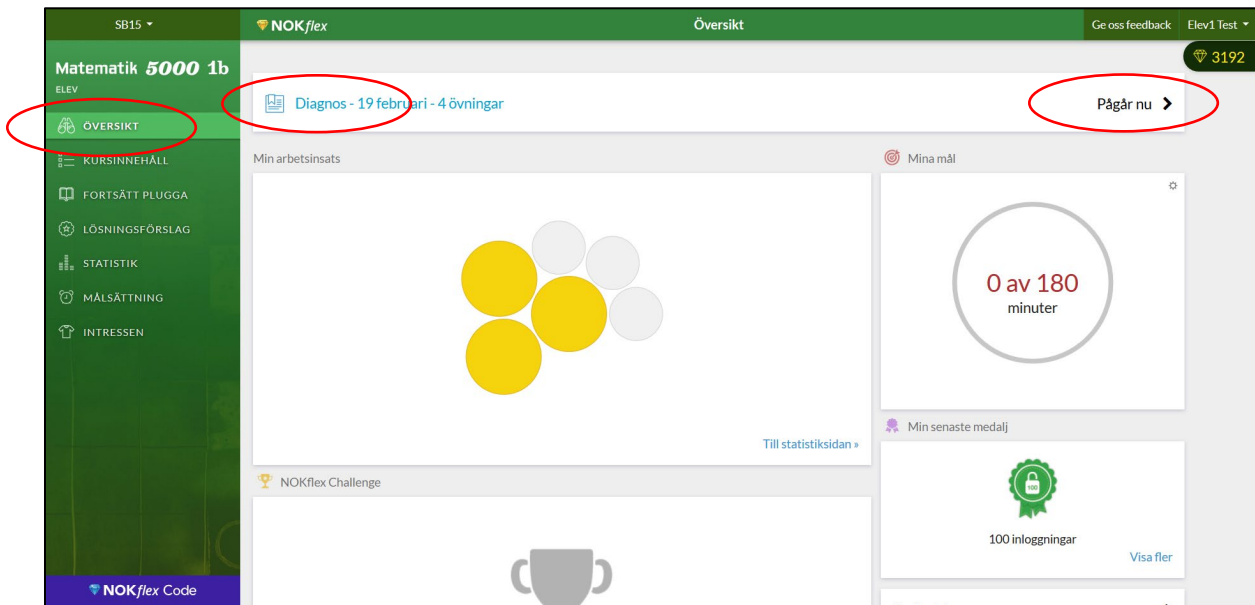 SB15
NOKflex
Översikt
Ge oss feedback
Elev1 Test
3192
Matematik 5000 1b
ELEV
ÖVERSIKT
KURSINNEHÅLL
FORTSÄTT PLUGGA
LÖSNINGSFÖRSLAG
STATISTIK
MÅLSÄTTNING
INTRESSEN
NOKflex Code
Diagnos - 19 februari - 4 övningar
Pågår nu
Min arbetsinsats
Till statistiksidan »
NOKflex Challenge
Mina mål
0 av 180
minuter
Min senaste medalj
100
100 inloggningar
Visa fler